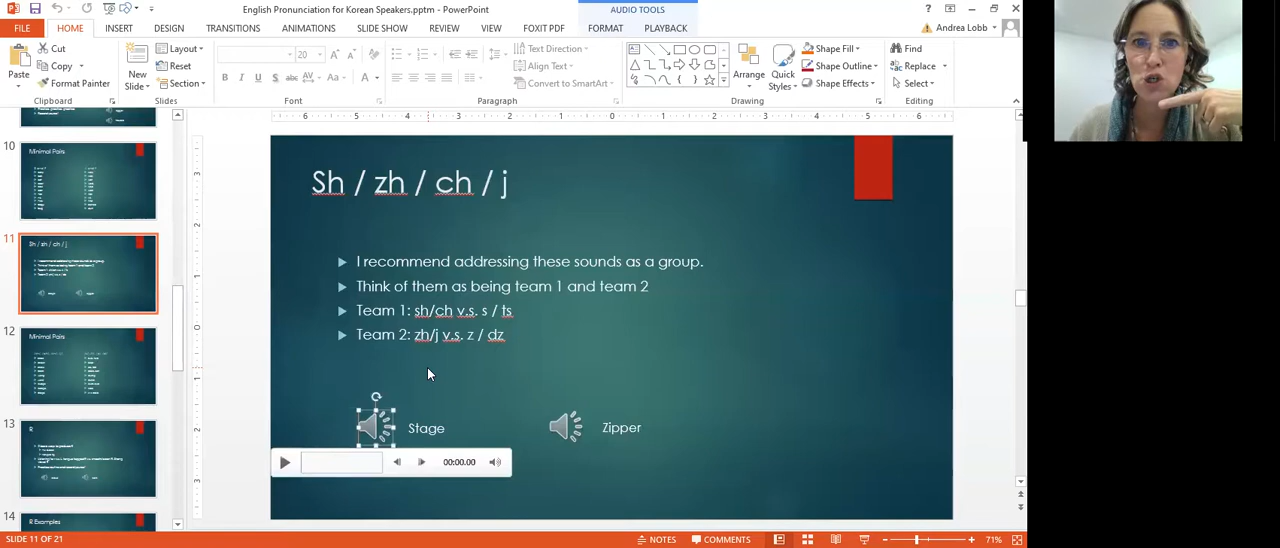 English Pronunciation for Korean Speakers.pptm - PowerPoint
AUDIO TOOLS
FILE HOME INSERT DESIGN TRANSITIONS ANIMATIONS SLIDE SHOW REVIEW VIEW FOXIT PDF FORMAT PLAYBACK
Andrea Lobb
Paste
Cut
Copy
Format Painter
Clipboard
New Slide
Layout
Reset
Section
Slides
20
Font
Text Direction
Align Text
Convert to SmartArt
Paragraph
Arrange
Quick Styles
Shape Fill
Shape Outline
Shape Effects
Drawing
Find
Replace
Select
Editing
10
Minimal Pairs
11
Sh / zh / ch / j
12
Minimal Pairs
13
R
14
R Examples
Sh / zh / ch / j
I recommend addressing these sounds as a group.
Think of them as being team 1 and team 2
Team 1: sh/ch v.s. s / ts
Team 2: zh/j v.s. z / dz
Stage
Zipper
00:00.00
SLIDE 11 OF 21
NOTES
COMMENTS
71%